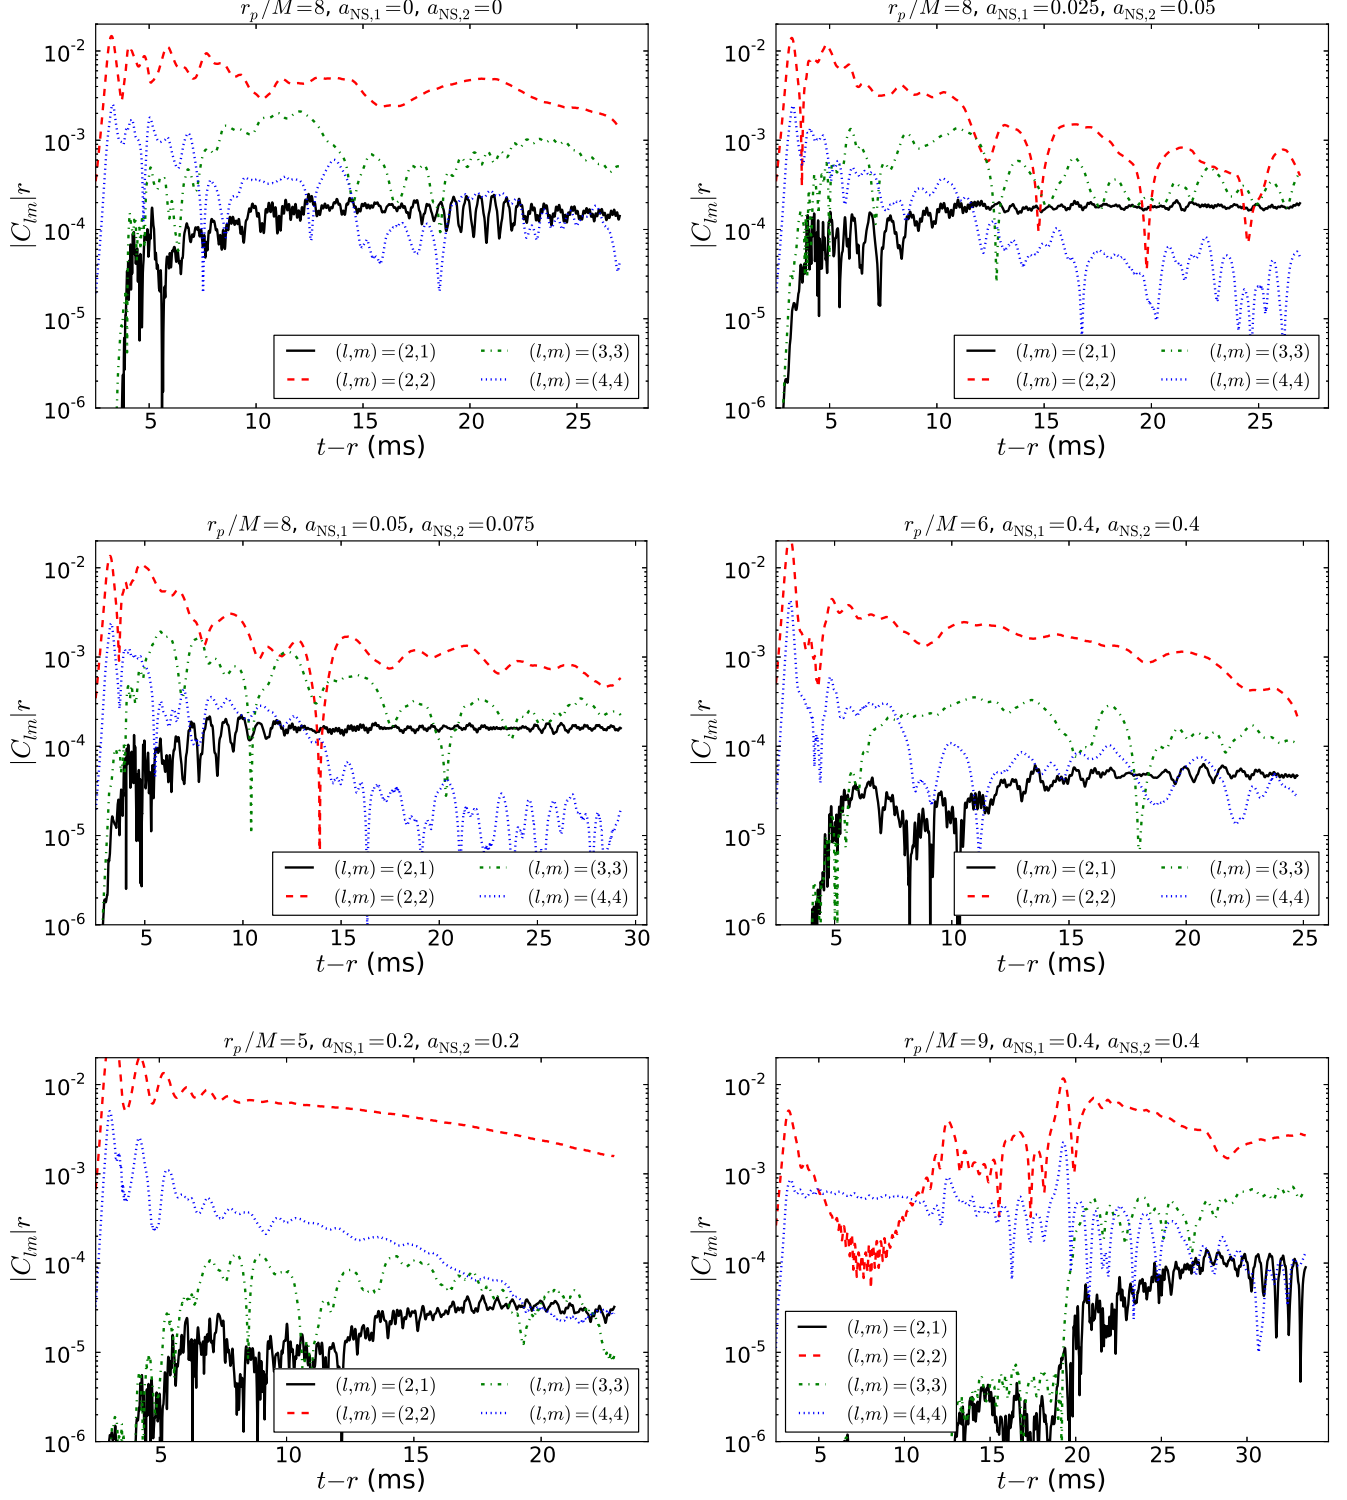 r_p/M=8, a_NS,1=0, a_NS,2=0
10^-2
10^-3
10^-4
10^-5
10^-6
|C_lm|r
(l,m)=(2,1)
(l,m)=(2,2)
(l,m)=(3,3)
(l,m)=(4,4)
5 10 15 20 25
t−r (ms)
r_p/M=8, a_NS,1=0.025, a_NS,2=0.05
10^-2
10^-3
10^-4
10^-5
10^-6
|C_lm|r
(l,m)=(2,1)
(l,m)=(2,2)
(l,m)=(3,3)
(l,m)=(4,4)
5 10 15 20 25
t−r (ms)
r_p/M=8, a_NS,1=0.05, a_NS,2=0.075
10^-2
10^-3
10^-4
10^-5
10^-6
|C_lm|r
(l,m)=(2,1)
(l,m)=(2,2)
(l,m)=(3,3)
(l,m)=(4,4)
5 10 15 20 25 30
t−r (ms)
r_p/M=6, a_NS,1=0.4, a_NS,2=0.4
10^-2
10^-3
10^-4
10^-5
10^-6
|C_lm|r
(l,m)=(2,1)
(l,m)=(2,2)
(l,m)=(3,3)
(l,m)=(4,4)
5 10 15 20 25
t−r (ms)
r_p/M=5, a_NS,1=0.2, a_NS,2=0.2
10^-2
10^-3
10^-4
10^-5
10^-6
|C_lm|r
(l,m)=(2,1)
(l,m)=(2,2)
(l,m)=(3,3)
(l,m)=(4,4)
5 10 15 20
t−r (ms)
r_p/M=9, a_NS,1=0.4, a_NS,2=0.4
10^-2
10^-3
10^-4
10^-5
10^-6
|C_lm|r
(l,m)=(2,1)
(l,m)=(2,2)
(l,m)=(3,3)
(l,m)=(4,4)
5 10 15 20 25 30
t−r (ms)